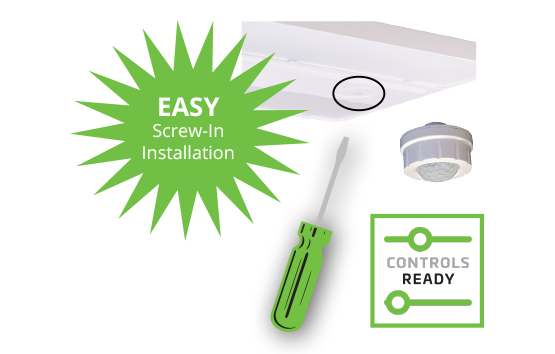 EASY
Screw-In
Installation
CONTROLS
READY